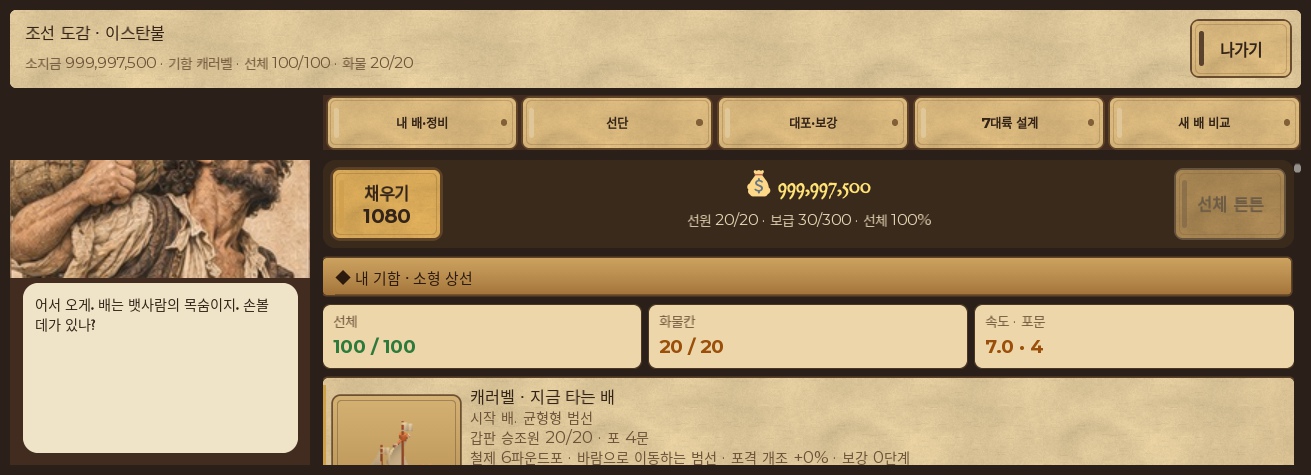 조선 도감 · 이스탄불
소지금 999,997,500 · 기함 캐러벨 · 선체 100/100 · 화물 20/20
나가기
내 배·정비
선단
대포·보강
7대륙 설계
새 배 비교
채우기
1080
999,997,500
선원 20/20 · 보급 30/300 · 선체 100%
선체 튼튼
◆ 내 기함 · 소형 상선
선체
100 / 100
화물칸
20 / 20
속도 · 포문
7.0 · 4
어서 오게. 배는 뱃사람의 목숨이지. 손볼
데가 있나?
캐러벨 · 지금 타는 배
시작 배. 균형형 범선
갑판 승조원 20/20 · 포 4문
철제 6파운드포 · 바람으로 이동하는 범선 · 포격 개조 +0% · 보강 0단계